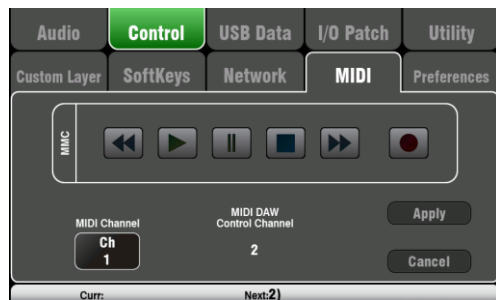 Audio Control USB Data I/O Patch Utility
Custom Layer SoftKeys Network MIDI Preferences
MMC
MIDI Channel
Ch
1
MIDI DAW
Control Channel
2
Apply
Cancel
Curr: Next:2)